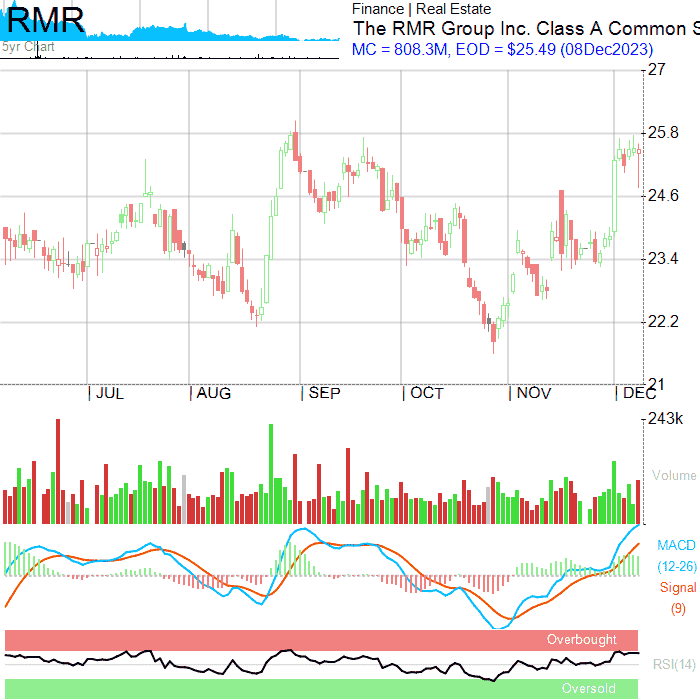 RMR
5yr Chart
Finance | Real Estate
The RMR Group Inc. Class A Common S
MC = 808.3M, EOD = $25.49 (08Dec2023)
27
25.8
24.6
23.4
22.2
21
JUL AUG SEP OCT NOV DEC
243k
Volume
MACD
(12-26)
Signal
(9)
Overbought
RSI(14)
Oversold